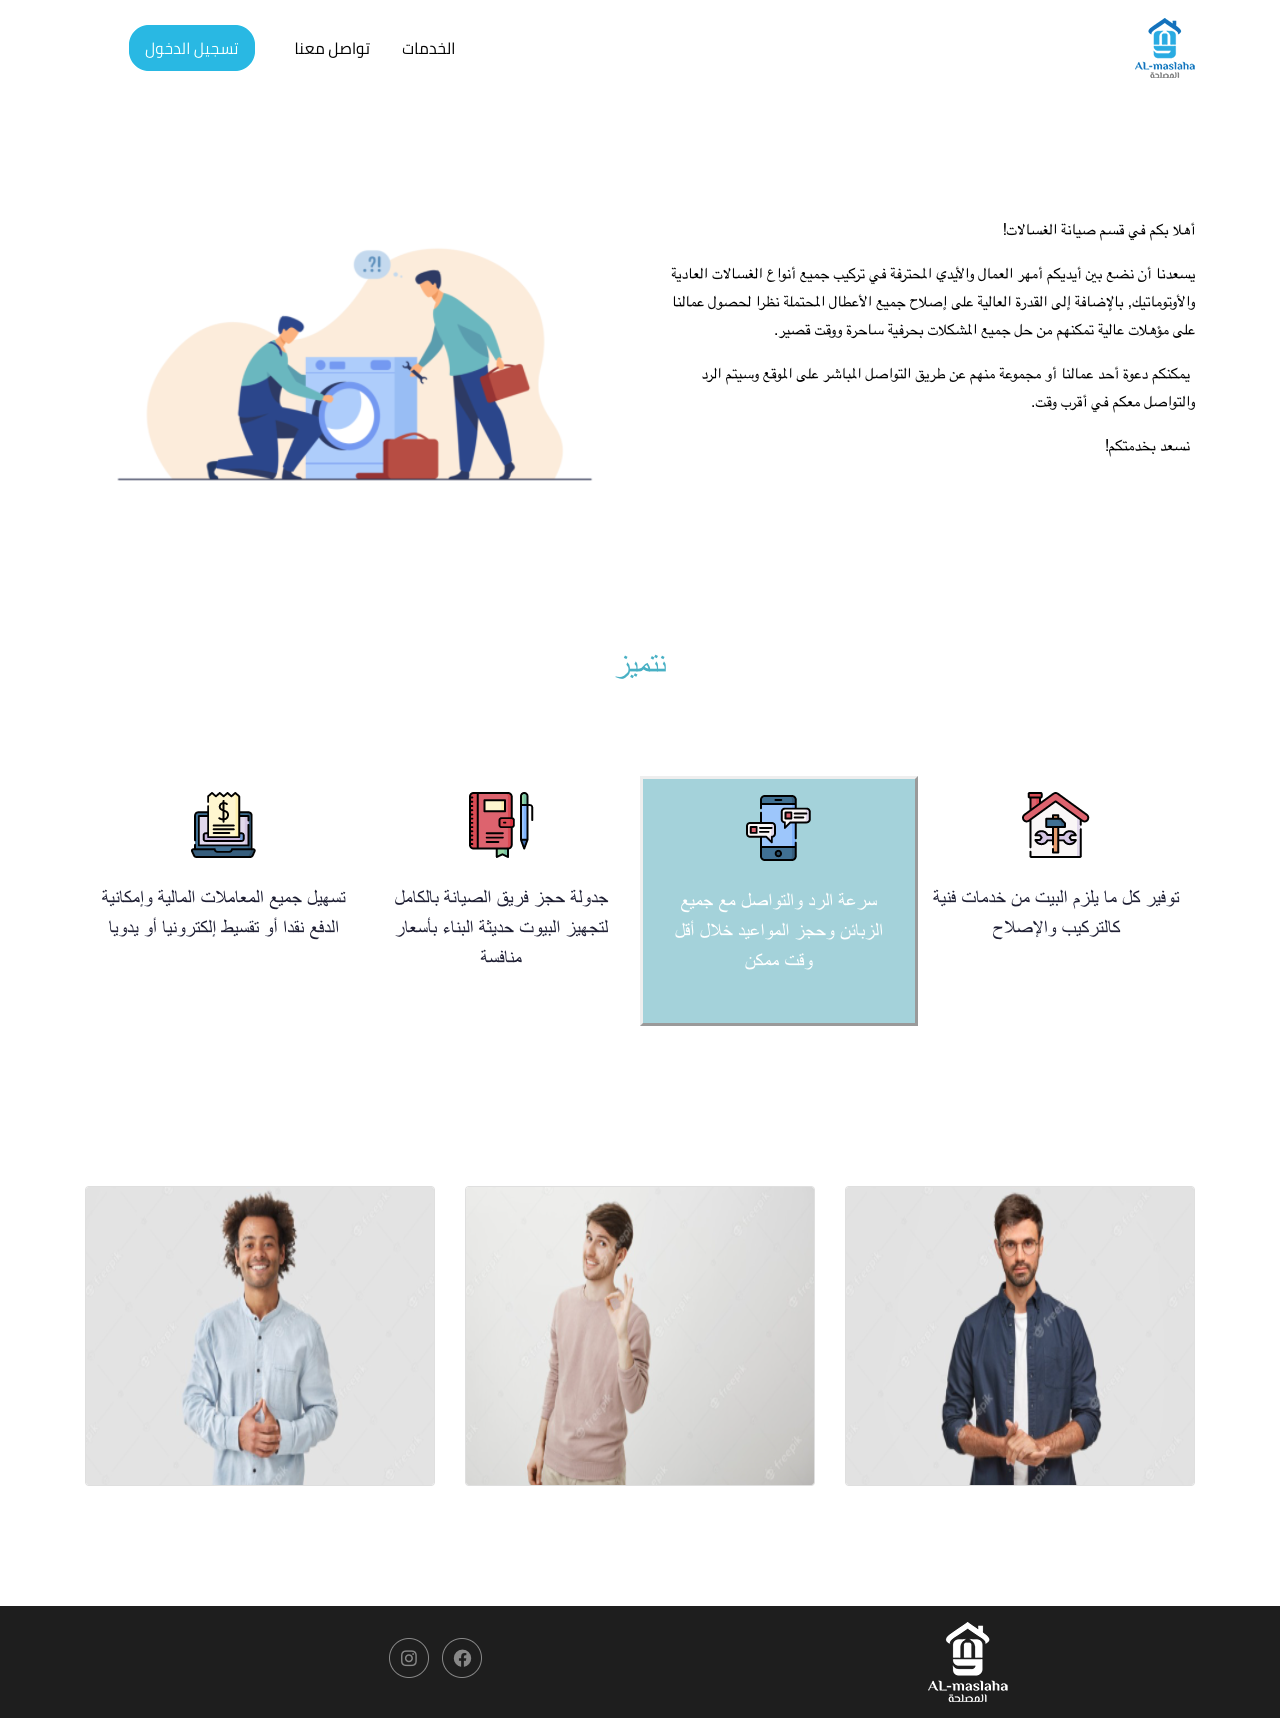 AL-maslaha
المصلحة
الخدمات
تواصل معنا
تسجيل الدخول
أهلا بكم في قسم صيانة الغسالات!
يسعدنا أن نضع بين أيديكم أمهر العمال والأيدي المحترفة في تركيب جميع أنواع الغسالات العادية
والأوتوماتيك, بالإضافة إلى القدرة العالية على إصلاح جميع الأعطال المحتملة نظرا لحصول عمالنا
على مؤهلات عالية تمكنهم من حل جميع المشكلات بحرفية ساحرة ووقت قصير.
يمكنكم دعوة أحد عمالنا أو مجموعة منهم عن طريق التواصل المباشر على الموقع وسيتم الرد
والتواصل معكم في أقرب وقت.
نسعد بخدمتكم!
?!.
نتميز
توفير كل ما يلزم البيت من خدمات فنية
كالتركيب والإصلاح
سرعة الرد والتواصل مع جميع
الزبائن وحجز المواعيد خلال أقل
وقت ممكن
جدولة حجز فريق الصيانة بالكامل
لتجهيز البيوت حديثة البناء بأسعار
منافسة
$
تسهيل جميع المعاملات المالية وإمكانية
الدفع نقدا أو تقسيط إلكترونيا أو يدويا
freepik
freepik
freepik
AL-maslaha
المصلحة